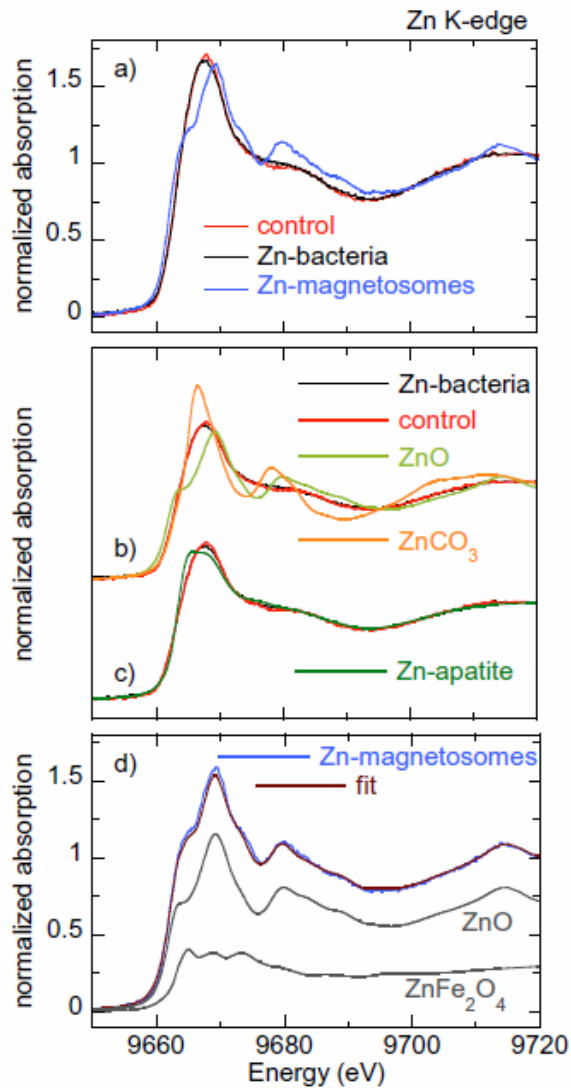 Zn K-edge
a)
1.5
1
0.5
0
normalized absorption
control
Zn-bacteria
Zn-magnetosomes
normalized absorption
Zn-bacteria
control
ZnO
ZnCO3
b)
c)
Zn-apatite
d)
Zn-magnetosomes
fit
1.5
1
0.5
0
normalized absorption
ZnO
ZnFe2O4
9660 9680 9700 9720
Energy (eV)